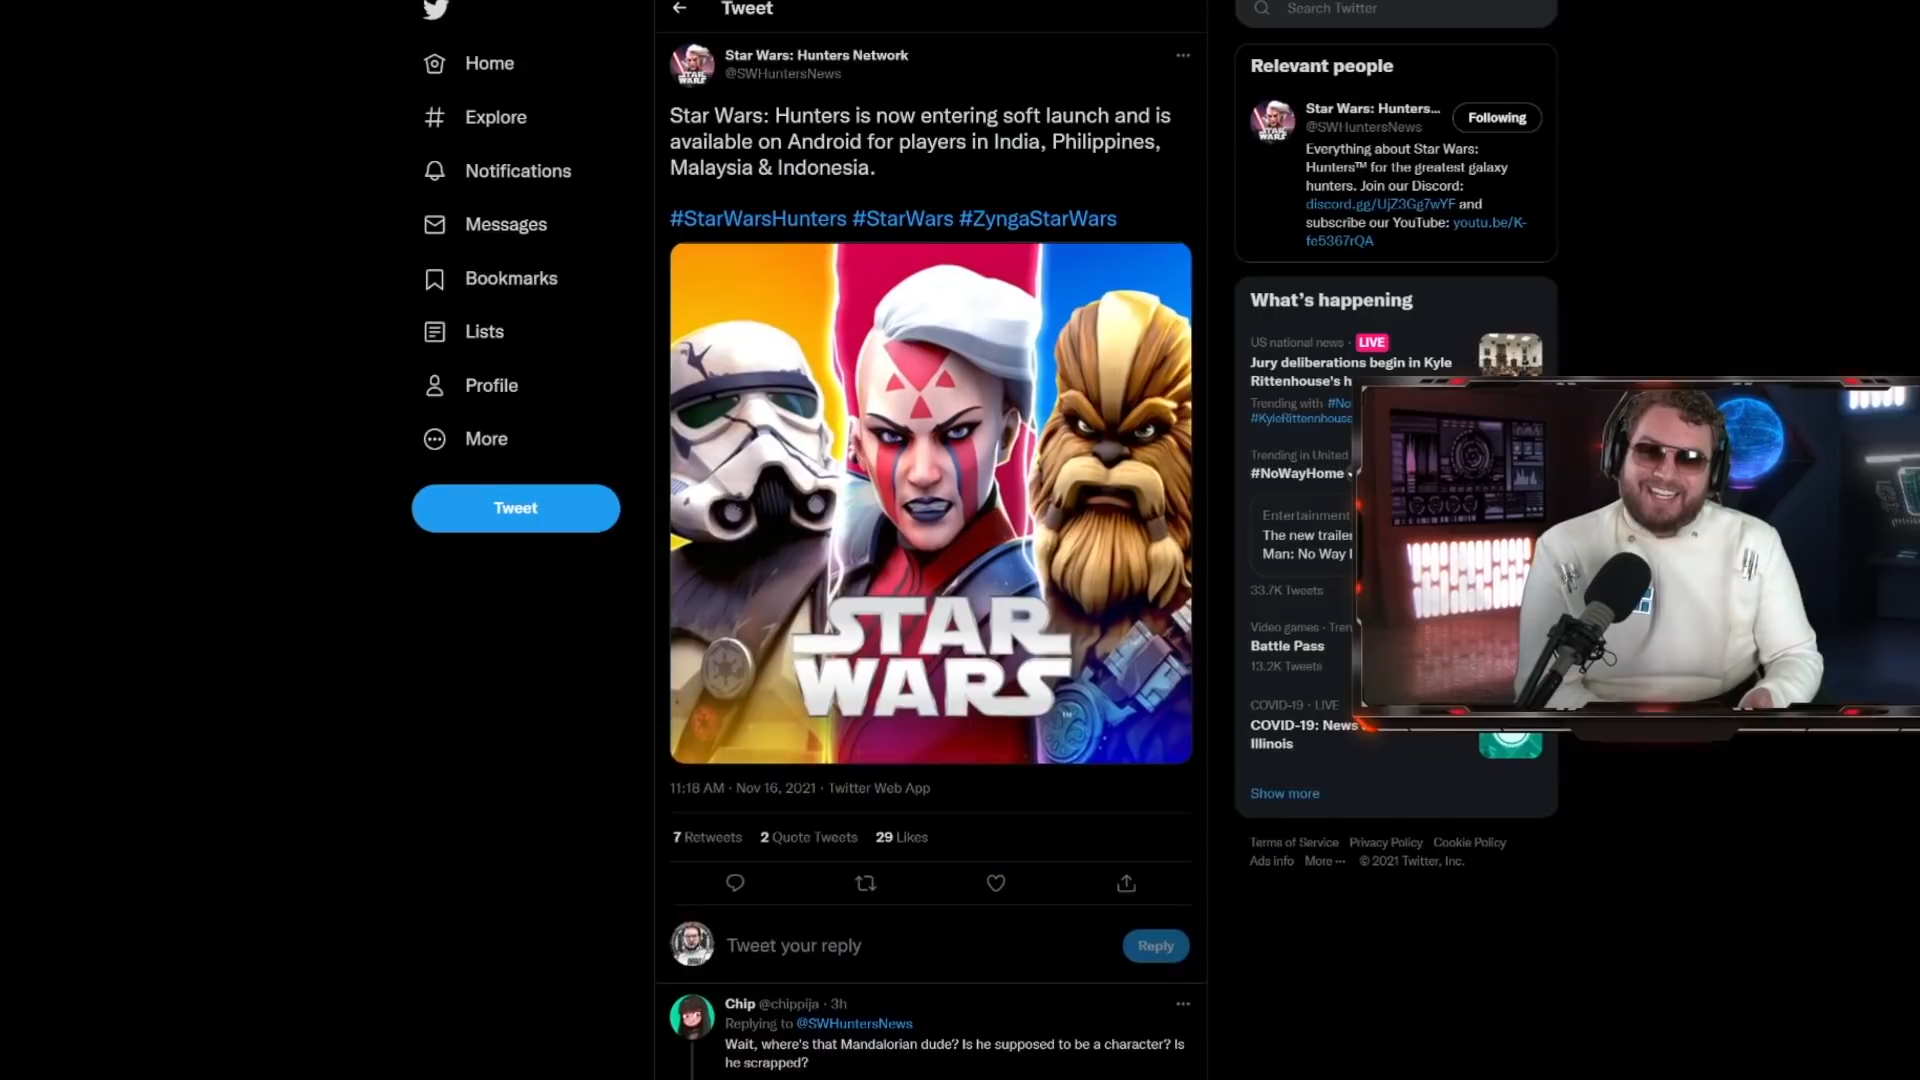 Tweet
Search Twitter
Home
Explore
Notifications
Messages
Bookmarks
Lists
Profile
More
Tweet
Star Wars: Hunters Network
@SWHuntersNews
Star Wars: Hunters is now entering soft launch and is
available on Android for players in India, Philippines,
Malaysia & Indonesia.
#StarWarsHunters #StarWars #ZyngaStarWars
STAR
WARS
TM
11:18 AM · Nov 16, 2021 · Twitter Web App
7 Retweets 2 Quote Tweets 29 Likes
Tweet your reply
Reply
Chip @chippija · 3h
Replying to @SWHuntersNews
Wait, where's that Mandalorian dude? Is he supposed to be a character? Is
he scrapped?
Relevant people
Star Wars: Hunters...
@SWHuntersNews
Following
Everything about Star Wars:
Hunters™ for the greatest galaxy
hunters. Join our Discord:
discord.gg/UjZ3Gg7wYF and
subscribe our YouTube: youtu.be/K-
fe5367rQA
What's happening
US national news · LIVE
Jury deliberations begin in Kyle
Rittenhouse's h
Trending with #No
#KyleRittennhouse
Trending in United
#NoWayHome
Entertainment
The new trailer
Man: No Way
33.7K Tweets
Video games · Tren
Battle Pass
13.2K Tweets
COVID-19 · LIVE
COVID-19: News
Illinois
Show more
Terms of Service Privacy Policy Cookie Policy
Ads info More ··· © 2021 Twitter, Inc.